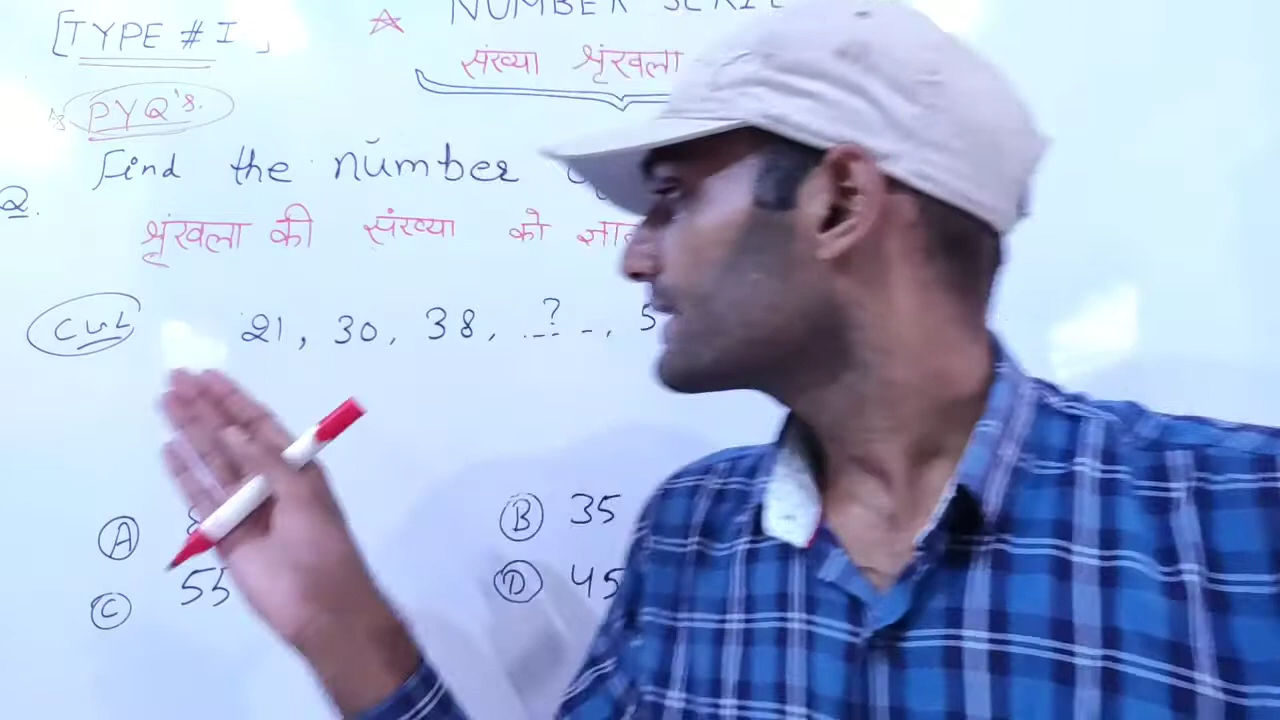 [TYPE # I]
☆ NUMBER SERIE
संख्या श्रृंखला
PYQ's.
Find the number
Q.
श्रृंखला की संख्या को
CGL 21, 30, 38, ?, 5
A B 35
C 55 D 45